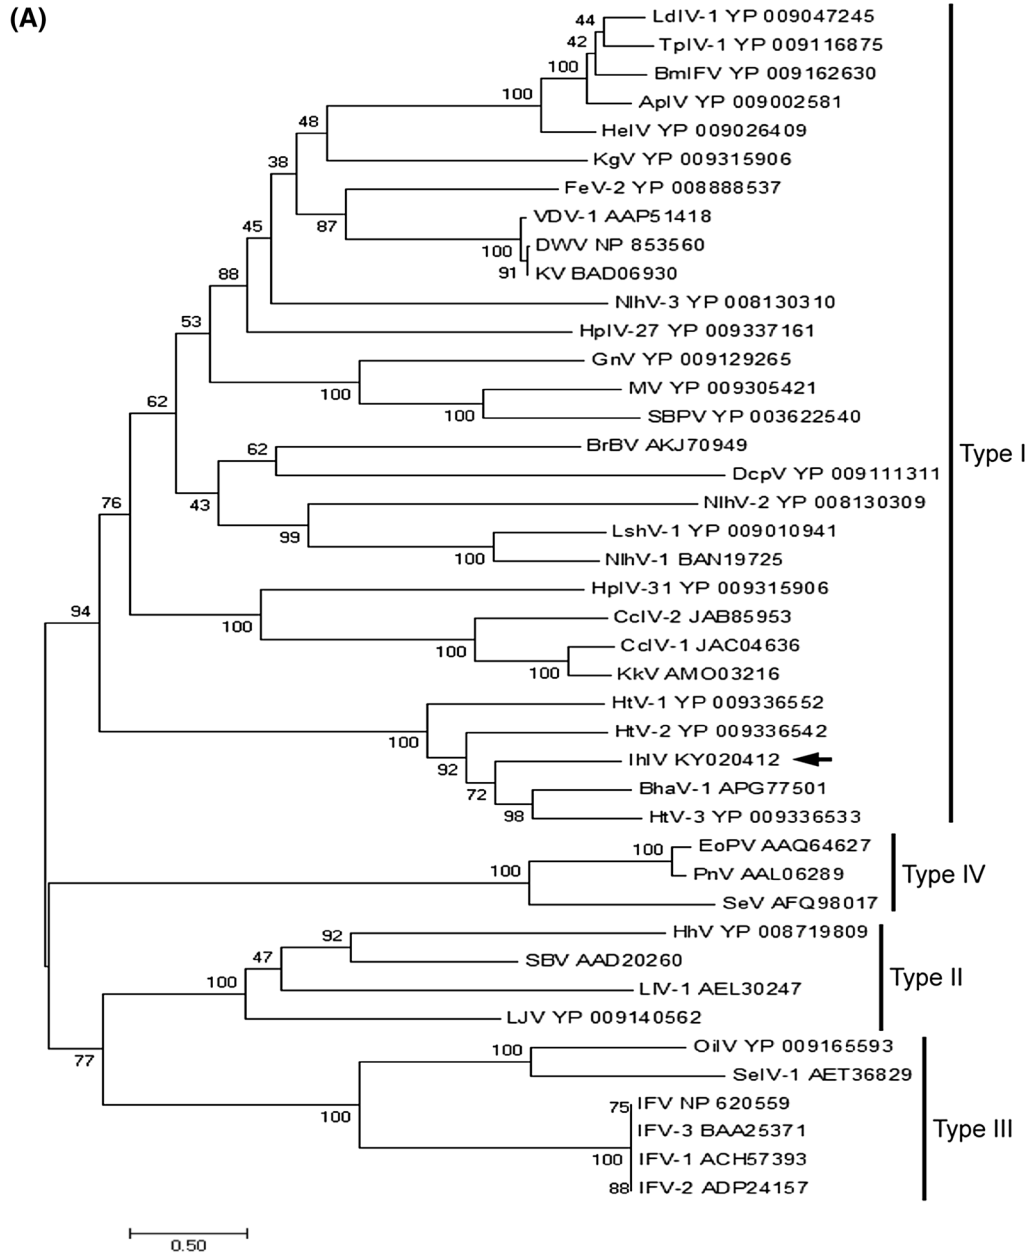 (A)
44
LdIV-1 YP 009047245
TpIV-1 YP 009116875
42
BmIFV YP 009162630
100
ApIV YP 009002581
100
HeIV YP 009026409
48
KgV YP 009315906
38
FeV-2 YP 008888537
87
VDV-1 AAP51418
100
DWV NP 853560
91
KV BAD06930
45
NlhV-3 YP 008130310
88
HpIV-27 YP 009337161
53
GnV YP 009129265
100
MV YP 009305421
100
SBPV YP 003622540
62
BrBV AKJ70949
62
DcpV YP 009111311
Type I
43
NlhV-2 YP 008130309
76
99
LshV-1 YP 009010941
100
NlhV-1 BAN19725
HpIV-31 YP 009315906
94
100
CcIV-2 JAB85953
100
CcIV-1 JAC04636
100
KkV AMO03216
HtV-1 YP 009336552
100
HtV-2 YP 009336542
92
IhIV KY020412
72
BhaV-1 APG77501
98
HtV-3 YP 009336533
100
EoPV AAQ64627
100
PnV AAL06289
Type IV
SeV AFQ98017
92
HhV YP 008719809
47
SBV AAD20260
100
LIV-1 AEL30247
Type II
LJV YP 009140562
77
100
OiIV YP 009165593
SeIV-1 AET36829
100
75
IFV NP 620559
IFV-3 BAA25371
Type III
100
IFV-1 ACH57393
88
IFV-2 ADP24157
0.50